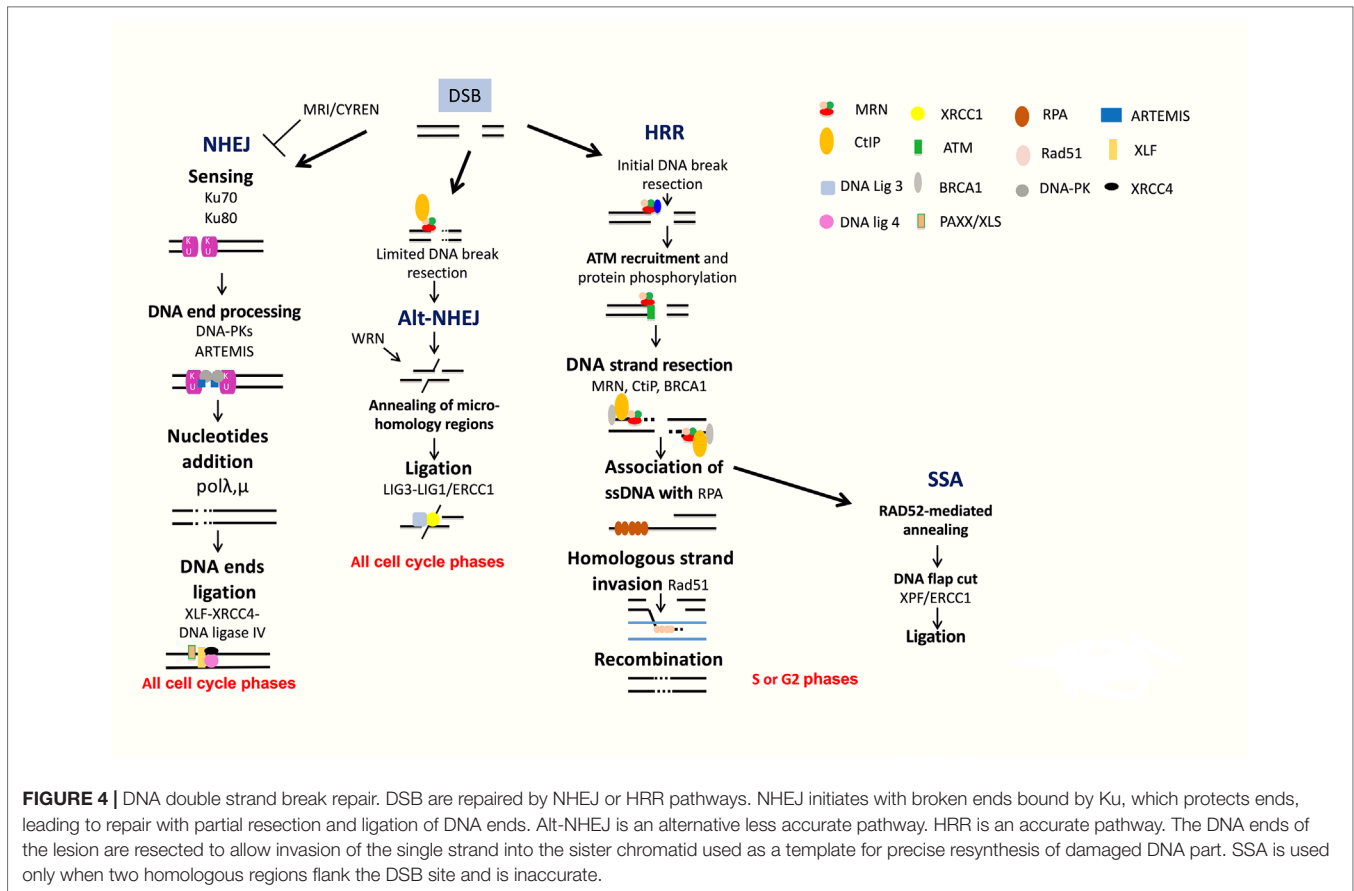 DSB
MRI/CYREN
NHEJ
Sensing
Ku70
Ku80
K
U
K
U
DNA end processing
DNA-PKs
ARTEMIS
K
U
K
U
Nucleotides
addition
polλ,μ
DNA ends
ligation
XLF-XRCC4-
DNA ligase IV
All cell cycle phases
Limited DNA break
resection
Alt-NHEJ
WRN
Annealing of micro-
homology regions
Ligation
LIG3-LIG1/ERCC1
All cell cycle phases
HRR
Initial DNA break
resection
ATM recruitment and
protein phosphorylation
DNA strand resection
MRN, CtiP, BRCA1
Association of
ssDNA with RPA
Homologous strand
invasion Rad51
Recombination
S or G2 phases
SSA
RAD52-mediated
annealing
DNA flap cut
XPF/ERCC1
Ligation
MRN
XRCC1
RPA
ARTEMIS
CtIP
ATM
Rad51
XLF
DNA Lig 3
BRCA1
DNA-PK
XRCC4
DNA lig 4
PAXX/XLS
FIGURE 4 | DNA double strand break repair. DSB are repaired by NHEJ or HRR pathways. NHEJ initiates with broken ends bound by Ku, which protects ends,
leading to repair with partial resection and ligation of DNA ends. Alt-NHEJ is an alternative less accurate pathway. HRR is an accurate pathway. The DNA ends of
the lesion are resected to allow invasion of the single strand into the sister chromatid used as a template for precise resynthesis of damaged DNA part. SSA is used
only when two homologous regions flank the DSB site and is inaccurate.